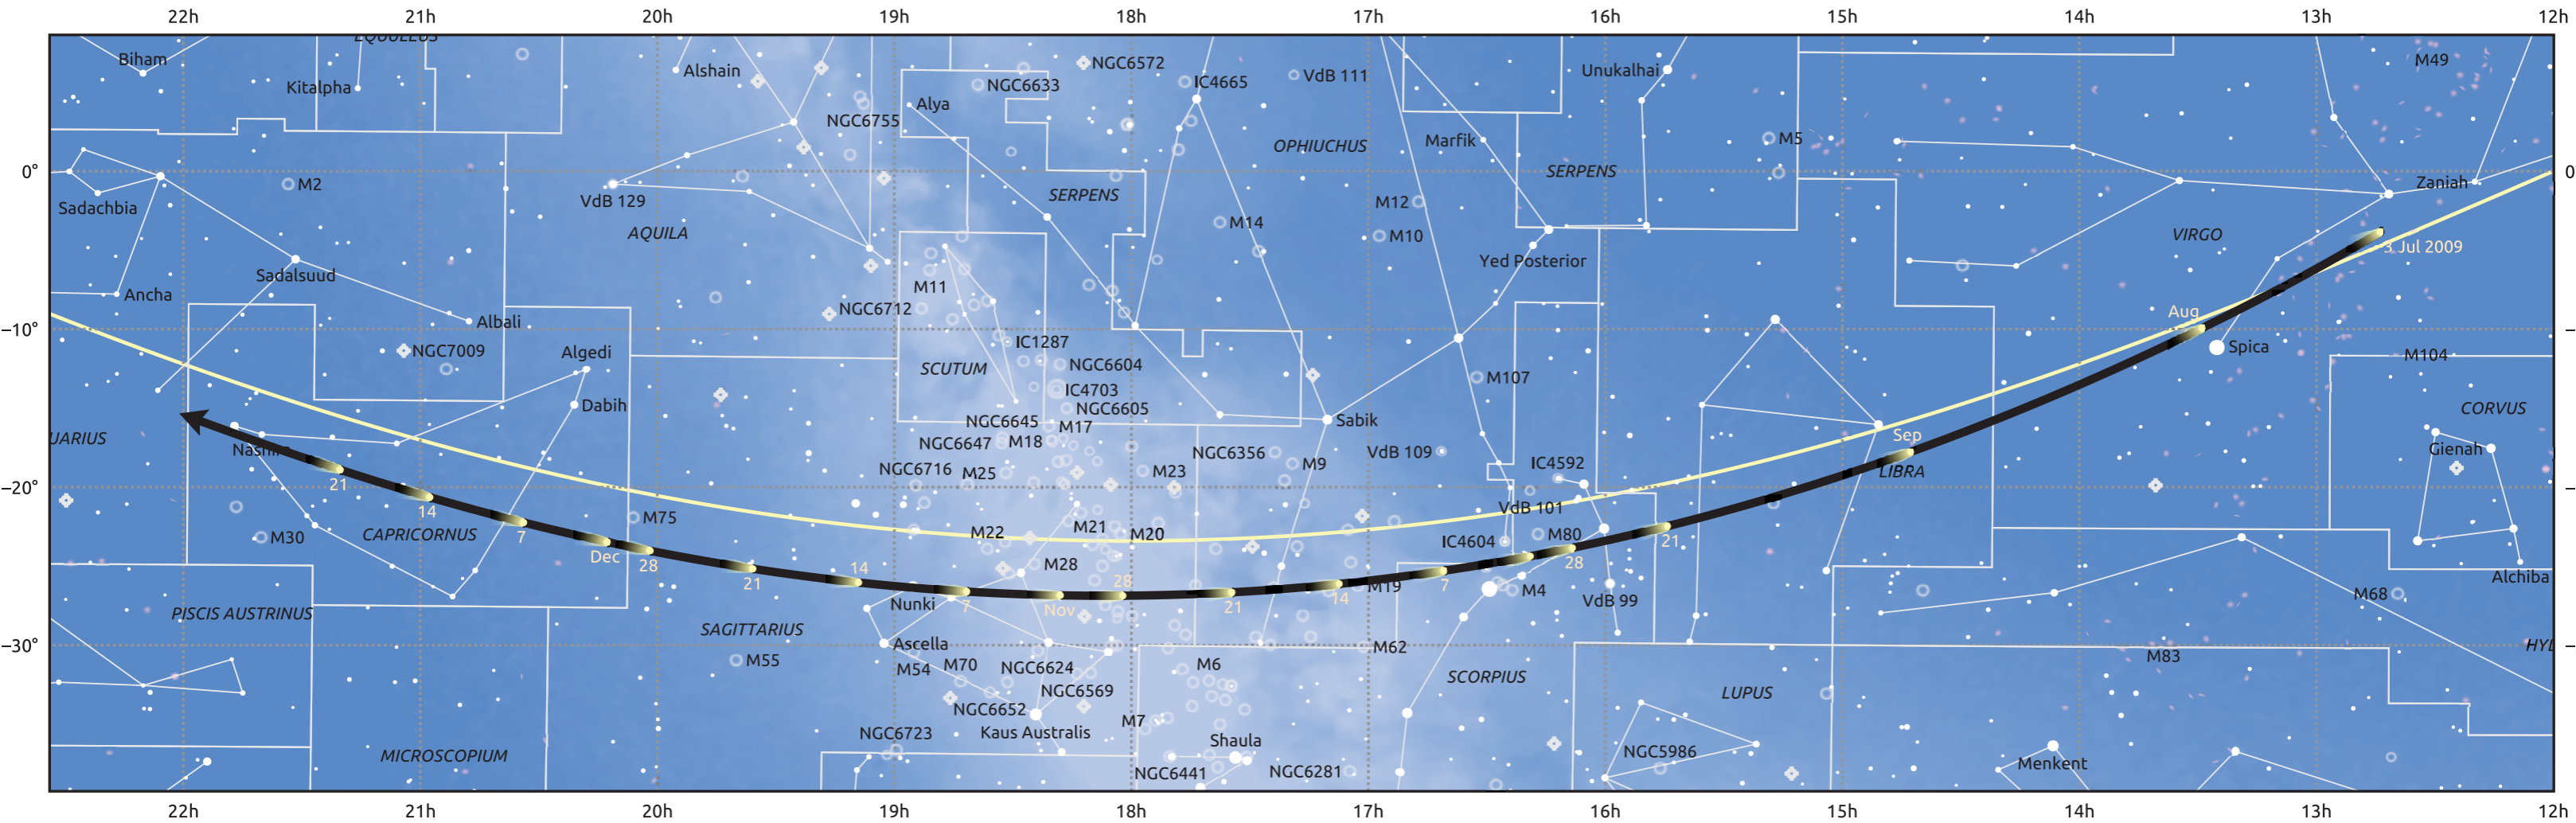 22h 21h 20h 19h 18h 17h 16h 15h 14h 13h 12h
EQUULEUS
Biham
Kitalpha
Alshain
NGC6572
NGC6633
IC4665
VdB 111
Unukalhai
M49
Alya
NGC6755
OPHIUCHUS
Marfik
M5
0°
0
M2
Sadachbia
VdB 129
SERPENS
SERPENS
Zaniah
M12
M14
M10
AQUILA
VIRGO
3 Jul 2009
Sadalsuud
Yed Posterior
Ancha
M11
NGC6712
Albali
Aug
−10°
−
NGC7009
Algedi
IC1287
Spica
SCUTUM
NGC6604
M104
M107
IC4703
Dabih
NGC6605
CORVUS
NGC6645
M17
Sabik
UARIUS
NGC6647
M18
Sep
Nashira
NGC6356
VdB 109
Gienah
NGC6716
M25
M23
M9
IC4592
LIBRA
−20°
−
21
14
VdB 101
M75
M30
CAPRICORNUS
7
M21
M22
M20
M80
IC4604
21
Dec
28
M28
28
21
14
28
7
M19
14
M4
Alchiba
7
Nov
21
Nunki
VdB 99
M68
PISCIS AUSTRINUS
SAGITTARIUS
Ascella
−30°
−
M62
HYD
M55
M54
M70
NGC6624
M6
M83
SCORPIUS
NGC6569
LUPUS
NGC6652
M7
NGC6723
Kaus Australis
Shaula
MICROSCOPIUM
NGC5986
Menkent
NGC6441
NGC6281
22h 21h 20h 19h 18h 17h 16h 15h 14h 13h 12h